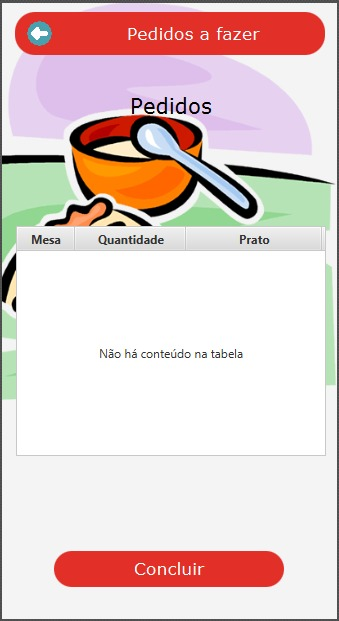 Pedidos a fazer
Pedidos
Mesa Quantidade Prato
Não há conteúdo na tabela
Concluir